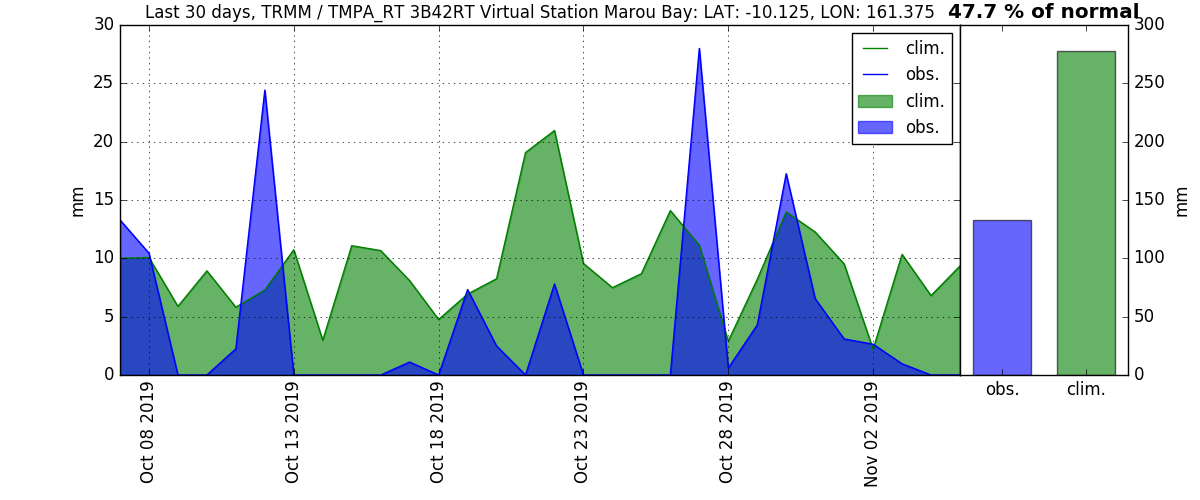 Last 30 days, TRMM / TMPA_RT 3B42RT Virtual Station Marou Bay: LAT: -10.125, LON: 161.375
47.7 % of normal
30
25
20
15
10
5
0
mm
clim.
obs.
clim.
obs.
300
250
200
150
100
50
0
mm
Oct 08 2019
Oct 13 2019
Oct 18 2019
Oct 23 2019
Oct 28 2019
Nov 02 2019
obs.
clim.